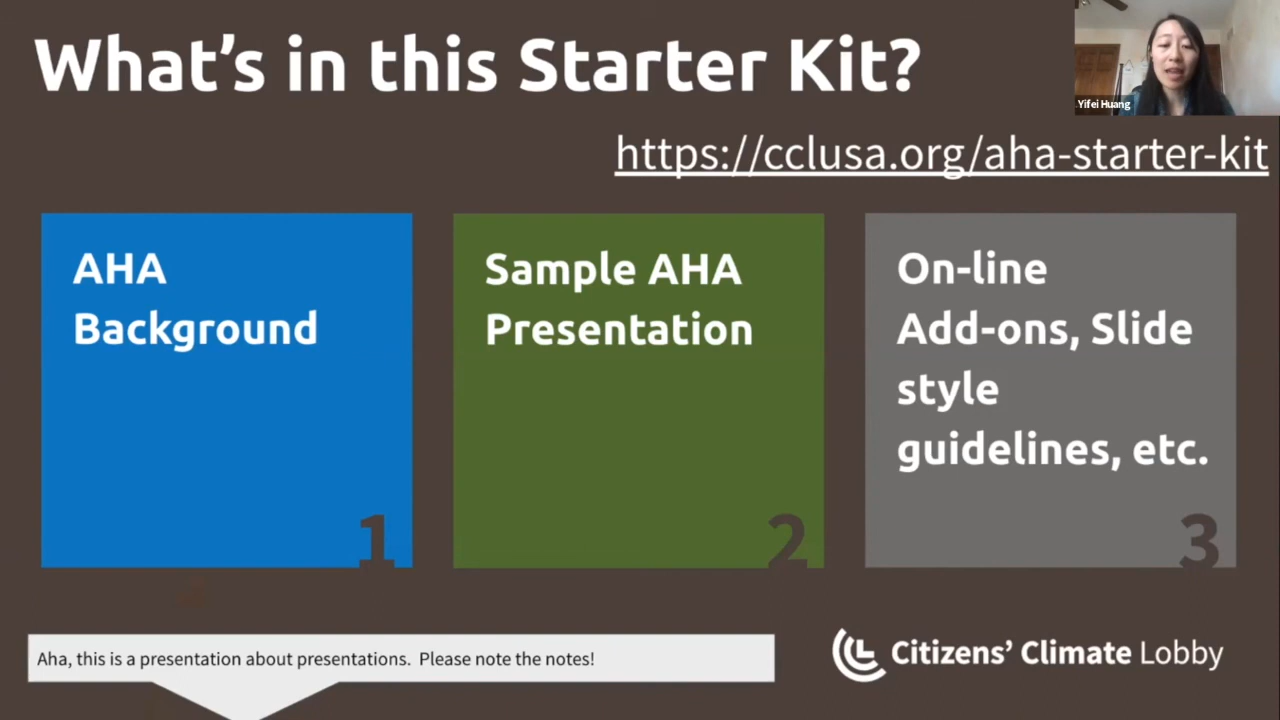 What's in this Starter Kit?
Yifei Huang
https://cclusa.org/aha-starter-kit
AHA
Background
1
Sample AHA
Presentation
2
On-line
Add-ons, Slide
style
guidelines, etc.
3
Aha, this is a presentation about presentations. Please note the notes!
Citizens' Climate Lobby